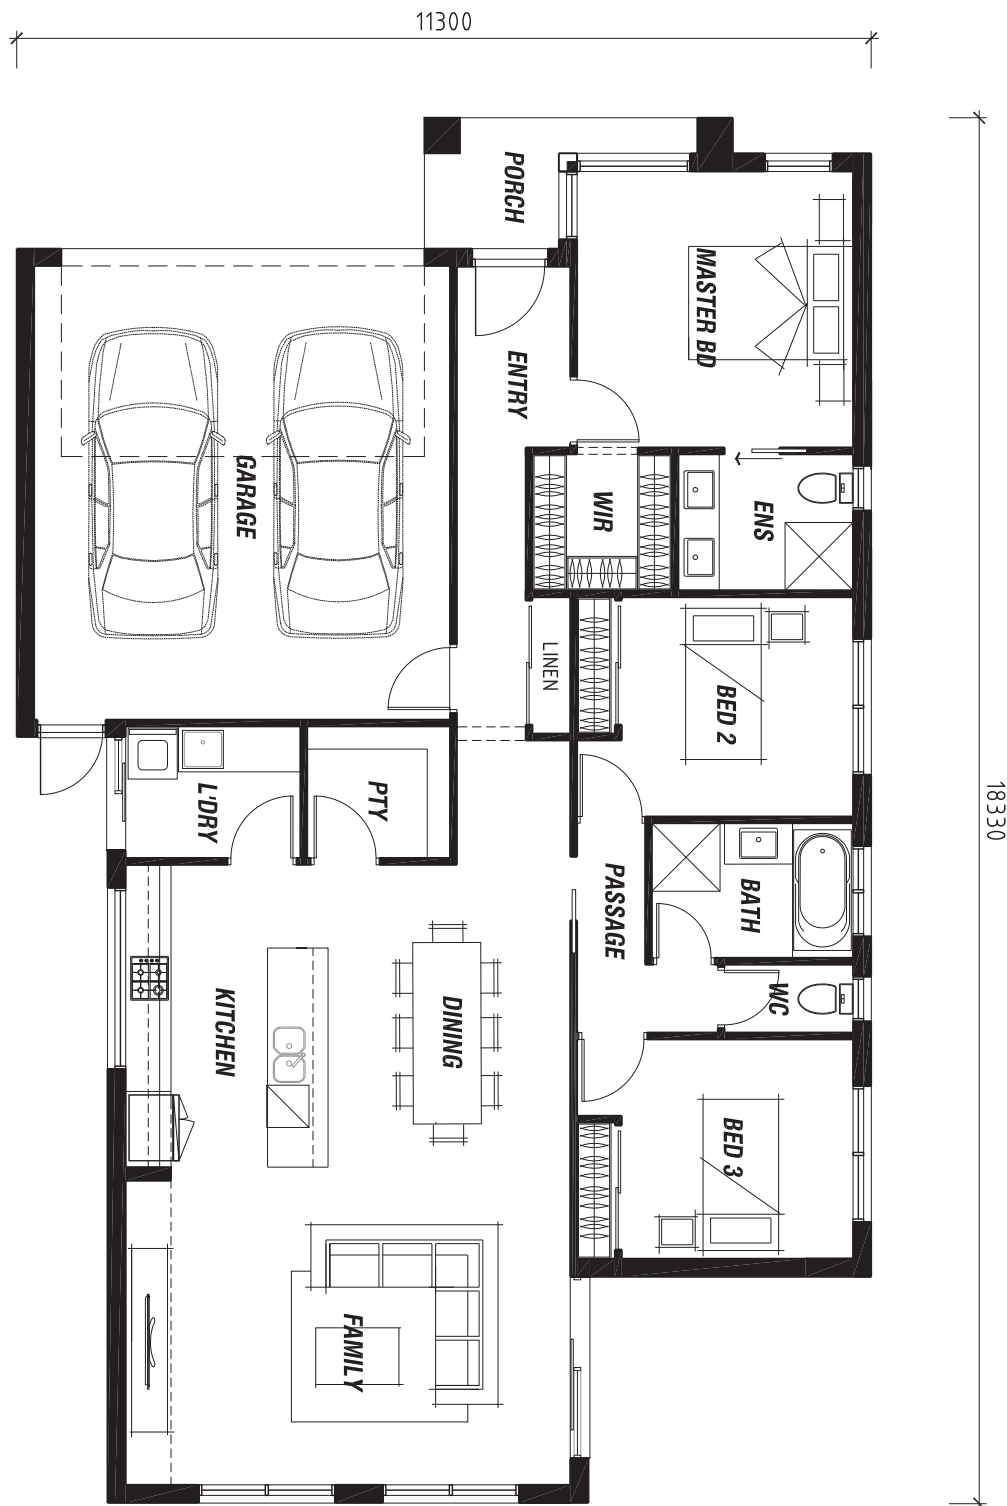 11300
PORCH
MASTER BD
ENTRY
GARAGE
WIR
ENS
LINEN
BED 2
18330
L'DRY
PTY
PASSAGE
BATH
WC
KITCHEN
DINING
BED 3
FAMILY